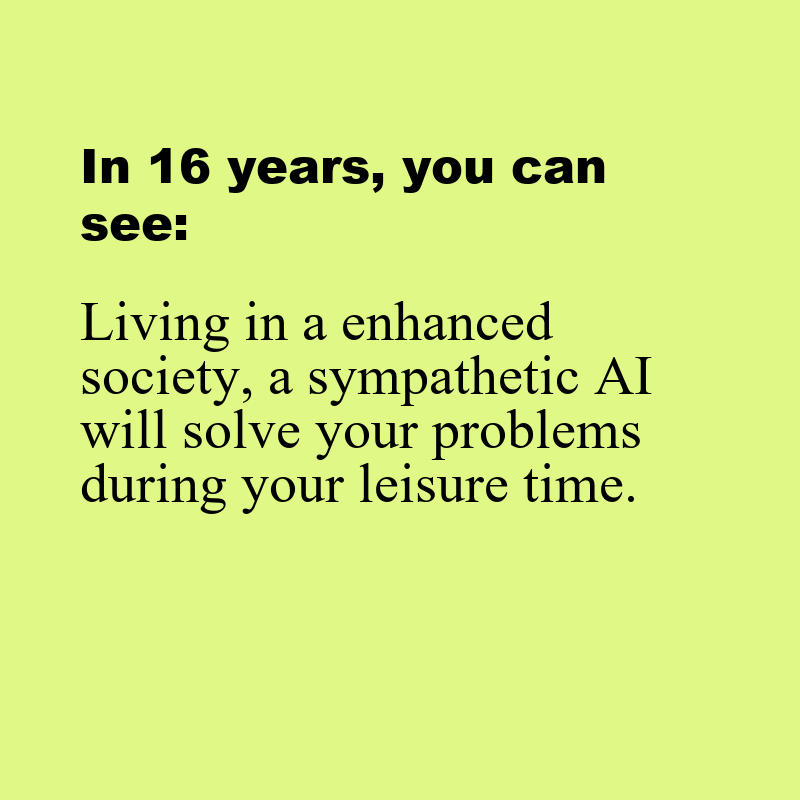 In 16 years, you can
see:
Living in a enhanced
society, a sympathetic AI
will solve your problems
during your leisure time.